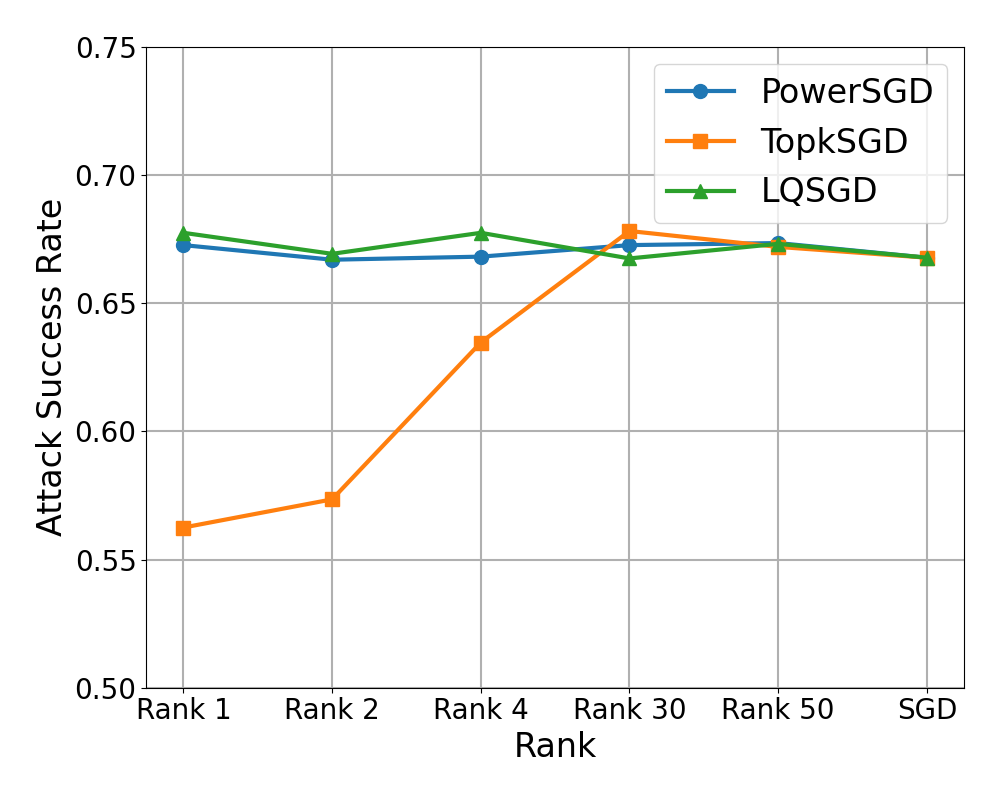 0.75
0.70
0.65
0.60
0.55
0.50
Attack Success Rate
PowerSGD
TopkSGD
LQSGD
Rank 1 Rank 2 Rank 4 Rank 30 Rank 50 SGD
Rank